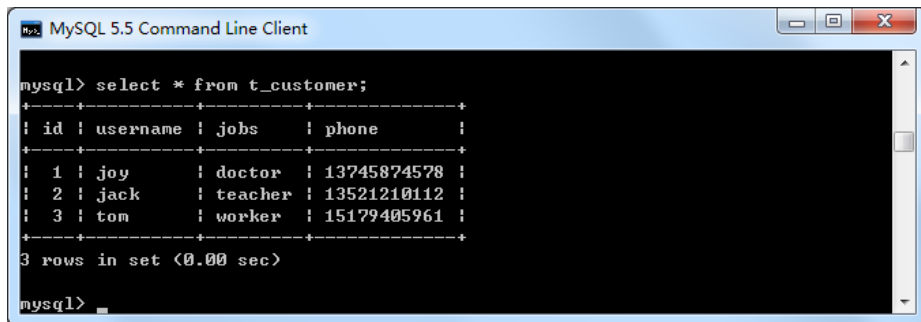 MySQL 5.5 Command Line Client
mysql> select * from t_customer;
+----+----------+---------+-------------+
| id | username | jobs    | phone       |
+----+----------+---------+-------------+
|  1 | joy      | doctor  | 13745874578 |
|  2 | jack     | teacher | 13521210112 |
|  3 | tom      | worker  | 15179405961 |
+----+----------+---------+-------------+
3 rows in set (0.00 sec)
mysql> _